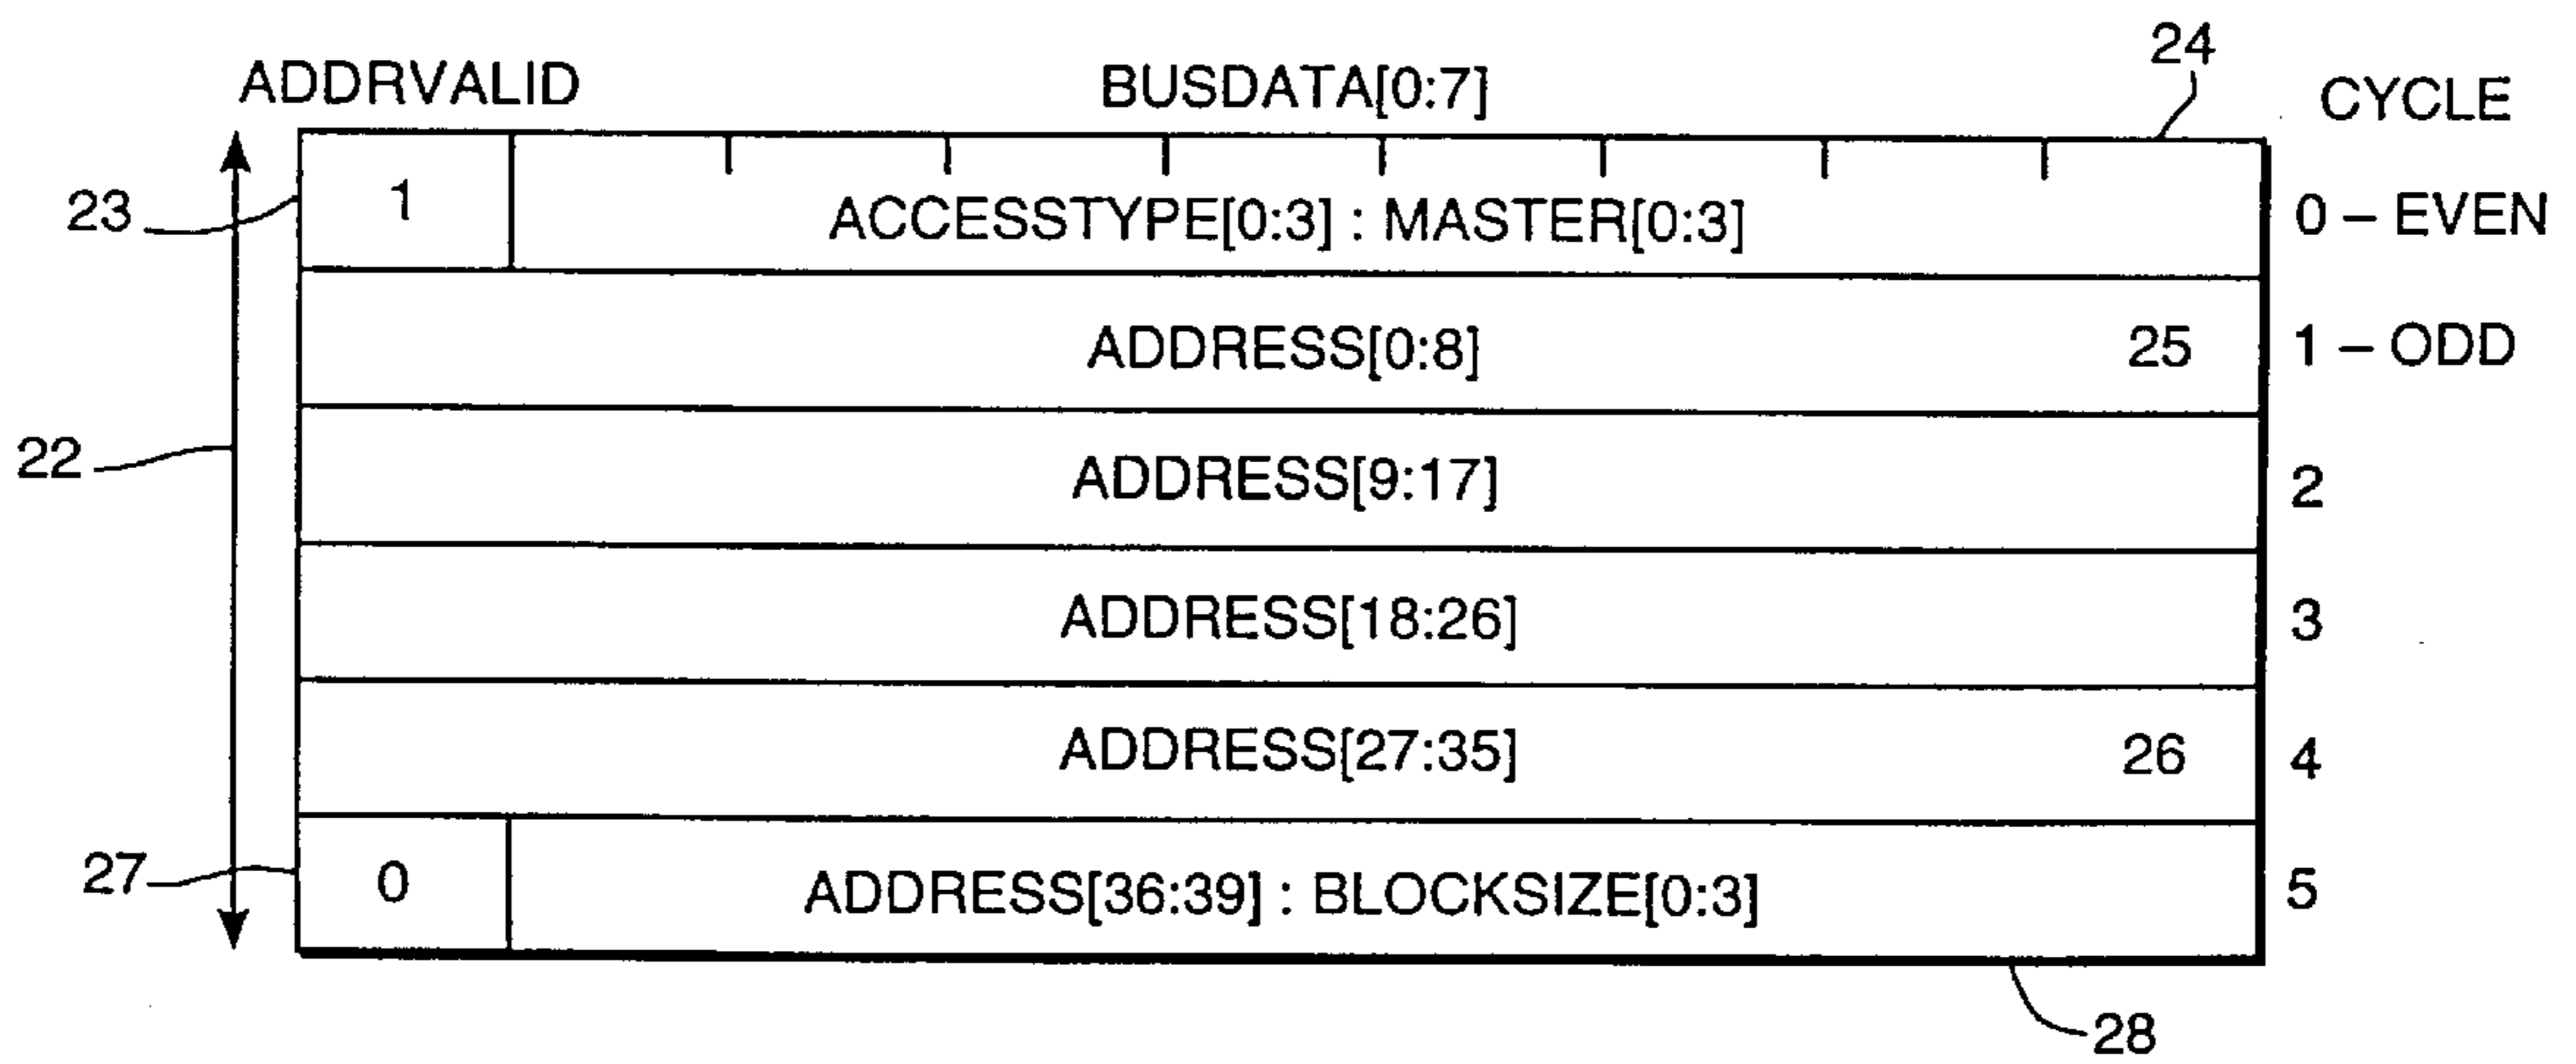 24
ADDRVALID BUSDATA[0:7] CYCLE
23 1 ACCESSTYPE[0:3] : MASTER[0:3] 0 – EVEN
ADDRESS[0:8] 25 1 – ODD
22 ADDRESS[9:17] 2
ADDRESS[18:26] 3
ADDRESS[27:35] 26 4
27 0 ADDRESS[36:39] : BLOCKSIZE[0:3] 5
28